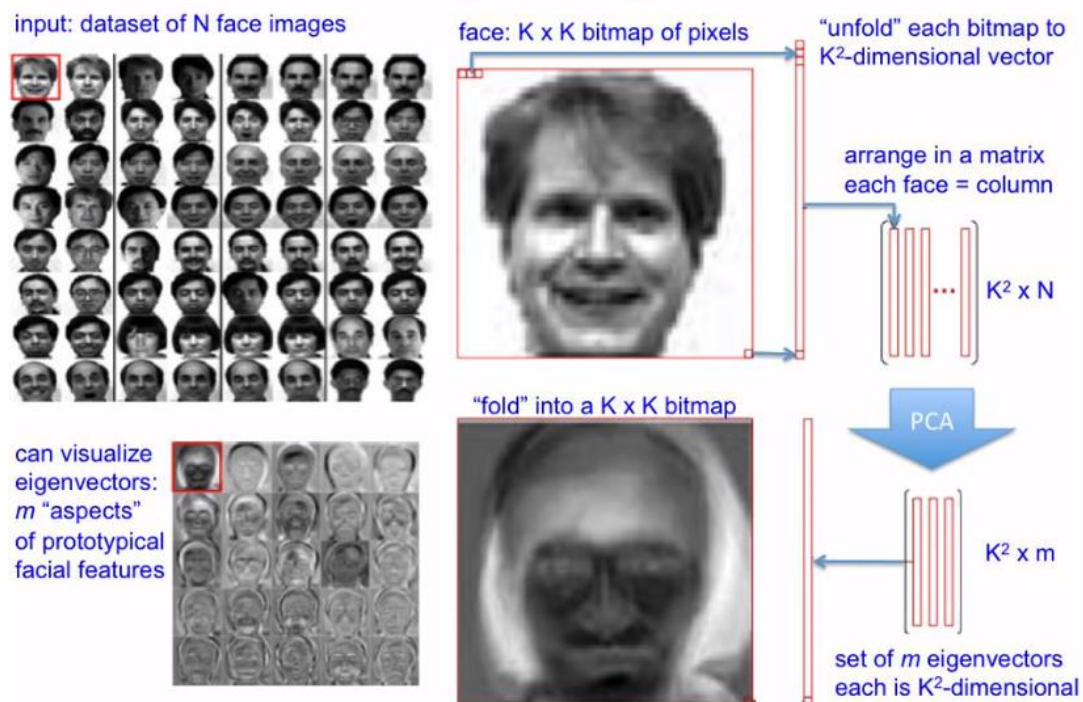 input: dataset of N face images
face: K x K bitmap of pixels
“unfold” each bitmap to
K²-dimensional vector
arrange in a matrix
each face = column
...
K² x N
PCA
“fold” into a K x K bitmap
can visualize
eigenvectors:
m “aspects”
of prototypical
facial features
K² x m
set of m eigenvectors
each is K²-dimensional